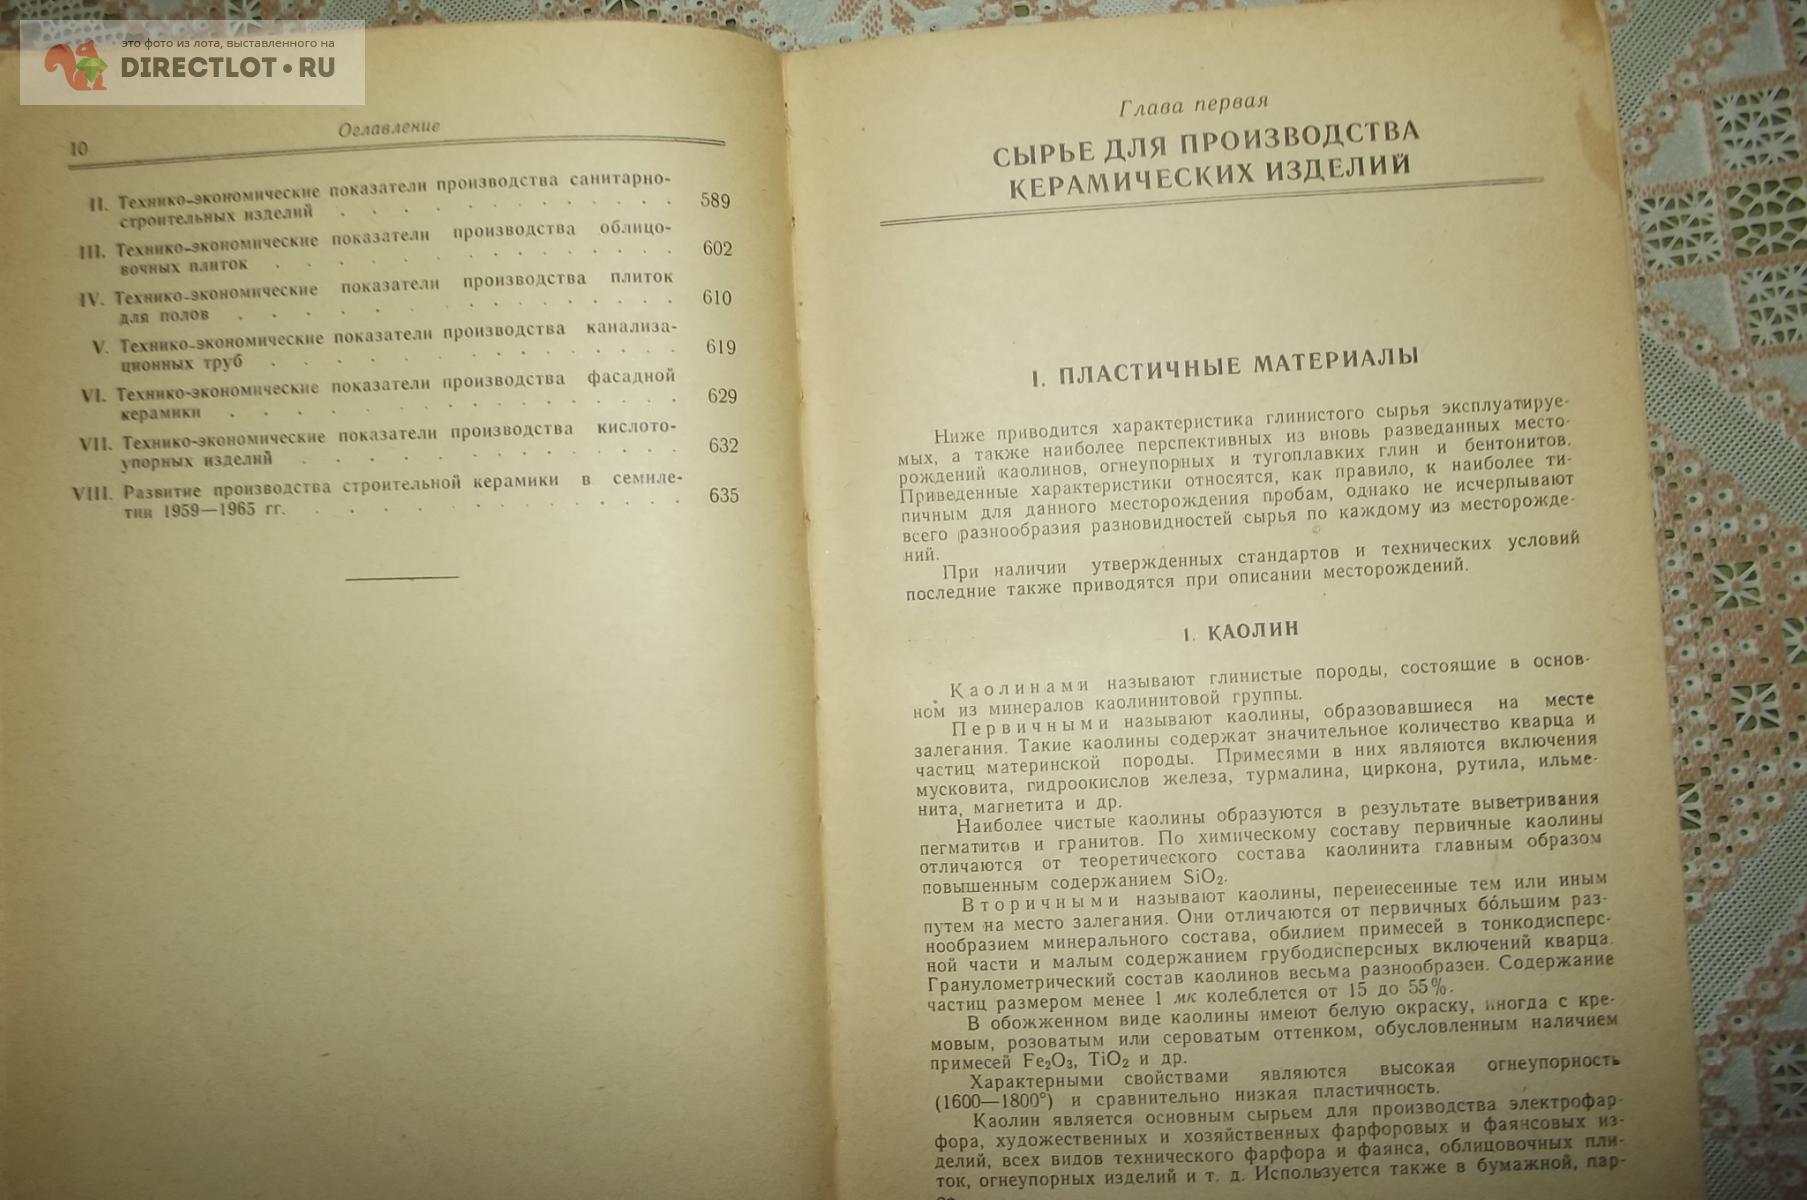 это фото из лота, выставленного на
DIRECTLOT•RU
10
Оглавление
II. Технико-экономические показатели производства санитарно-
строительных изделий . . . . . . . . . . . 589
III. Технико-экономические показатели производства облицо-
вочных плиток . . . . . . . . . . . . . 602
IV. Технико-экономические показатели производства плиток
для полов . . . . . . . . . . . . . . 610
V. Технико-экономические показатели производства канализа-
ционных труб . . . . . . . . . . . . . 619
VI. Технико-экономические показатели производства фасадной
керамики . . . . . . . . . . . . . . 629
VII. Технико-экономические показатели производства кислото-
упорных изделий . . . . . . . . . . . . 632
VIII. Развитие производства строительной керамики в семиле-
тии 1959—1965 гг. . . . . . . . . . . . . 635
Глава первая
СЫРЬЕ ДЛЯ ПРОИЗВОДСТВА
КЕРАМИЧЕСКИХ ИЗДЕЛИЙ
I. ПЛАСТИЧНЫЕ МАТЕРИАЛЫ
Ниже приводится характеристика глинистого сырья эксплуатируе-
мых, а также наиболее перспективных из вновь разведанных место-
рождений каолинов, огнеупорных и тугоплавких глин и бентонитов.
Приведенные характеристики относятся, как правило, к наиболее ти-
пичным для данного месторождения пробам, однако не исчерпывают
всего разнообразия разновидностей сырья по каждому из месторожде-
ний.
При наличии утвержденных стандартов и технических условий
последние также приводятся при описании месторождений.
1. КАОЛИН
Каолинами называют глинистые породы, состоящие в основ-
ном из минералов каолинитовой группы.
Первичными называют каолины, образовавшиеся на месте
залегания. Такие каолины содержат значительное количество кварца и
частиц материнской породы. Примесями в них являются включения
мусковита, гидроокислов железа, турмалина, циркона, рутила, ильме-
нита, магнетита и др.
Наиболее чистые каолины образуются в результате выветривания
пегматитов и гранитов. По химическому составу первичные каолины
отличаются от теоретического состава каолинита главным образом
повышенным содержанием SiO₂.
Вторичными называют каолины, перенесенные тем или иным
путем на место залегания. Они отличаются от первичных бо́льшим раз-
нообразием минерального состава, обилием примесей в тонкодисперс-
ной части и малым содержанием грубодисперсных включений кварца.
Гранулометрический состав каолинов весьма разнообразен. Содержание
частиц размером менее 1 мк колеблется от 15 до 55%.
В обожженном виде каолины имеют белую окраску, иногда с кре-
мовым, розоватым или сероватым оттенком, обусловленным наличием
примесей Fe₂O₃, TiO₂ и др.
Характерными свойствами являются высокая огнеупорность
(1600—1800°) и сравнительно низкая пластичность.
Каолин является основным сырьем для производства электрофар-
фора, художественных и хозяйственных фарфоровых и фаянсовых из-
делий, всех видов технического фарфора и фаянса, облицовочных пли-
ток, огнеупорных изделий и т. д. Используется также в бумажной, пар-